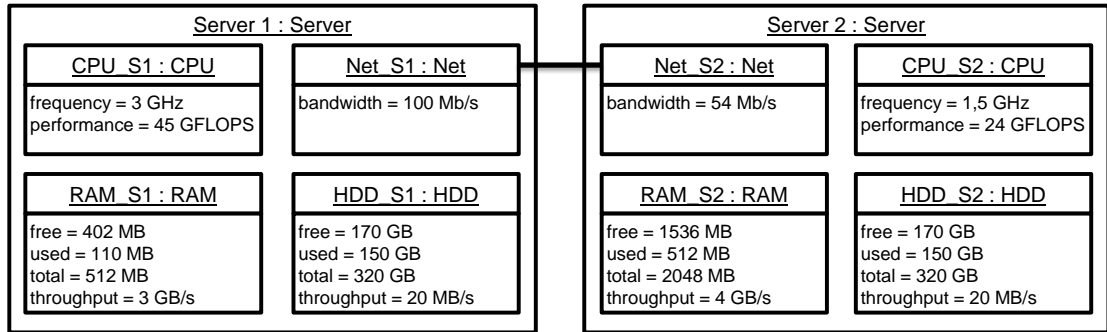 Server 1 : Server
CPU_S1 : CPU
frequency = 3 GHz
performance = 45 GFLOPS
Net_S1 : Net
bandwidth = 100 Mb/s
RAM_S1 : RAM
free = 402 MB
used = 110 MB
total = 512 MB
throughput = 3 GB/s
HDD_S1 : HDD
free = 170 GB
used = 150 GB
total = 320 GB
throughput = 20 MB/s
Server 2 : Server
Net_S2 : Net
bandwidth = 54 Mb/s
CPU_S2 : CPU
frequency = 1,5 GHz
performance = 24 GFLOPS
RAM_S2 : RAM
free = 1536 MB
used = 512 MB
total = 2048 MB
throughput = 4 GB/s
HDD_S2 : HDD
free = 170 GB
used = 150 GB
total = 320 GB
throughput = 20 MB/s